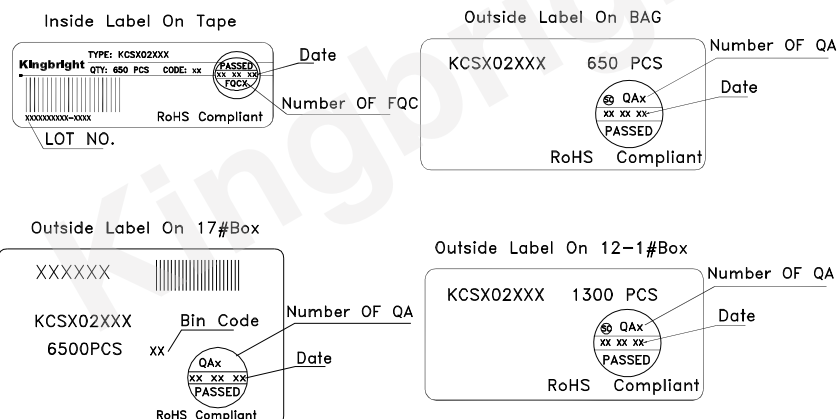 Inside Label On Tape
TYPE: KCSX02XXX
Kingbright QTY: 650 PCS CODE: xx
PASSED
XX XX XX
FQCX
Date
Number OF FQC
XXXXXXXXXX-XXXX
RoHS Compliant
LOT NO.
Outside Label On BAG
KCSX02XXX 650 PCS
Number OF QA
QAx
Date
XX XX XX
PASSED
RoHS Compliant
Outside Label On 17#Box
XXXXXX
KCSX02XXX
Bin Code
Number OF QA
6500PCS
XX
QAx
Date
XX XX XX
PASSED
RoHS Compliant
Outside Label On 12-1#Box
KCSX02XXX 1300 PCS
Number OF QA
QAx
Date
XX XX XX
PASSED
RoHS Compliant
Kingbright